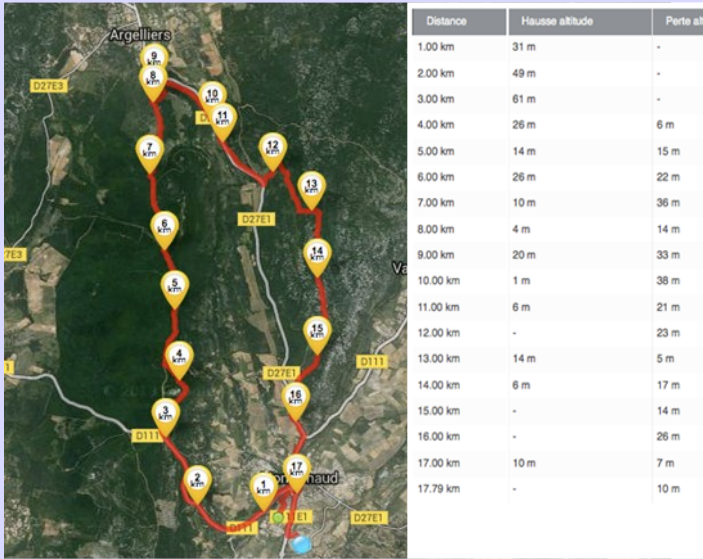 Argelliers
9
km
8
km
D27E3
10
km
11
km
7
km
12
km
13
km
D27E1
6
km
14
km
5
km
15
km
D27E1
D111
4
km
16
km
3
km
D111
17
km
2
km
1
km
D111
D27E1
Distance Hausse altitude Perte alt
1.00 km 31 m -
2.00 km 49 m -
3.00 km 61 m -
4.00 km 26 m 6 m
5.00 km 14 m 15 m
6.00 km 26 m 22 m
7.00 km 10 m 36 m
8.00 km 4 m 14 m
9.00 km 20 m 33 m
10.00 km 1 m 38 m
11.00 km 6 m 21 m
12.00 km - 23 m
13.00 km 14 m 5 m
14.00 km 6 m 17 m
15.00 km - 14 m
16.00 km - 26 m
17.00 km 10 m 7 m
17.79 km - 10 m